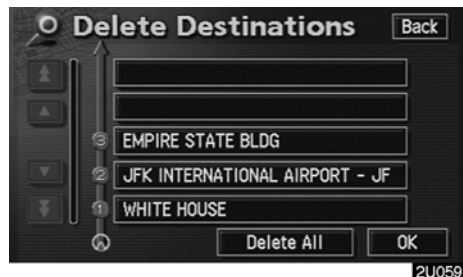 Delete Destinations Back
3 EMPIRE STATE BLDG
2 JFK INTERNATIONAL AIRPORT - JF
1 WHITE HOUSE
Delete All OK
2U059